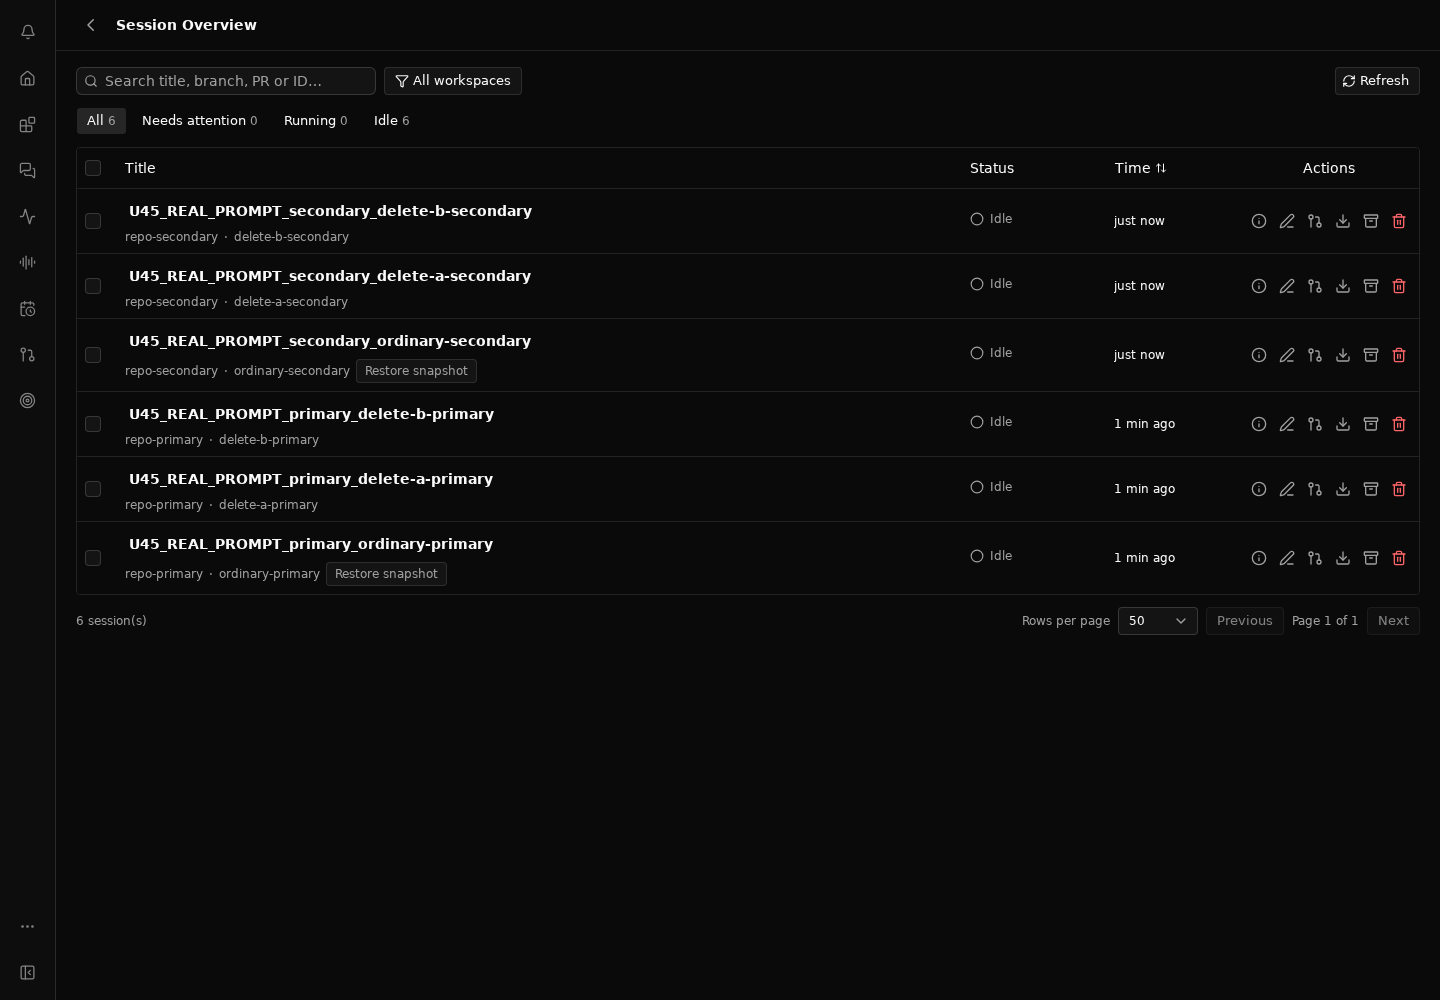 Session Overview
Search title, branch, PR or ID...
All workspaces
Refresh
All 6
Needs attention 0
Running 0
Idle 6
Title
Status
Time
Actions
U45_REAL_PROMPT_secondary_delete-b-secondary
repo-secondary · delete-b-secondary
Idle
just now
U45_REAL_PROMPT_secondary_delete-a-secondary
repo-secondary · delete-a-secondary
Idle
just now
U45_REAL_PROMPT_secondary_ordinary-secondary
repo-secondary · ordinary-secondary
Restore snapshot
Idle
just now
U45_REAL_PROMPT_primary_delete-b-primary
repo-primary · delete-b-primary
Idle
1 min ago
U45_REAL_PROMPT_primary_delete-a-primary
repo-primary · delete-a-primary
Idle
1 min ago
U45_REAL_PROMPT_primary_ordinary-primary
repo-primary · ordinary-primary
Restore snapshot
Idle
1 min ago
6 session(s)
Rows per page
50
Previous
Page 1 of 1
Next